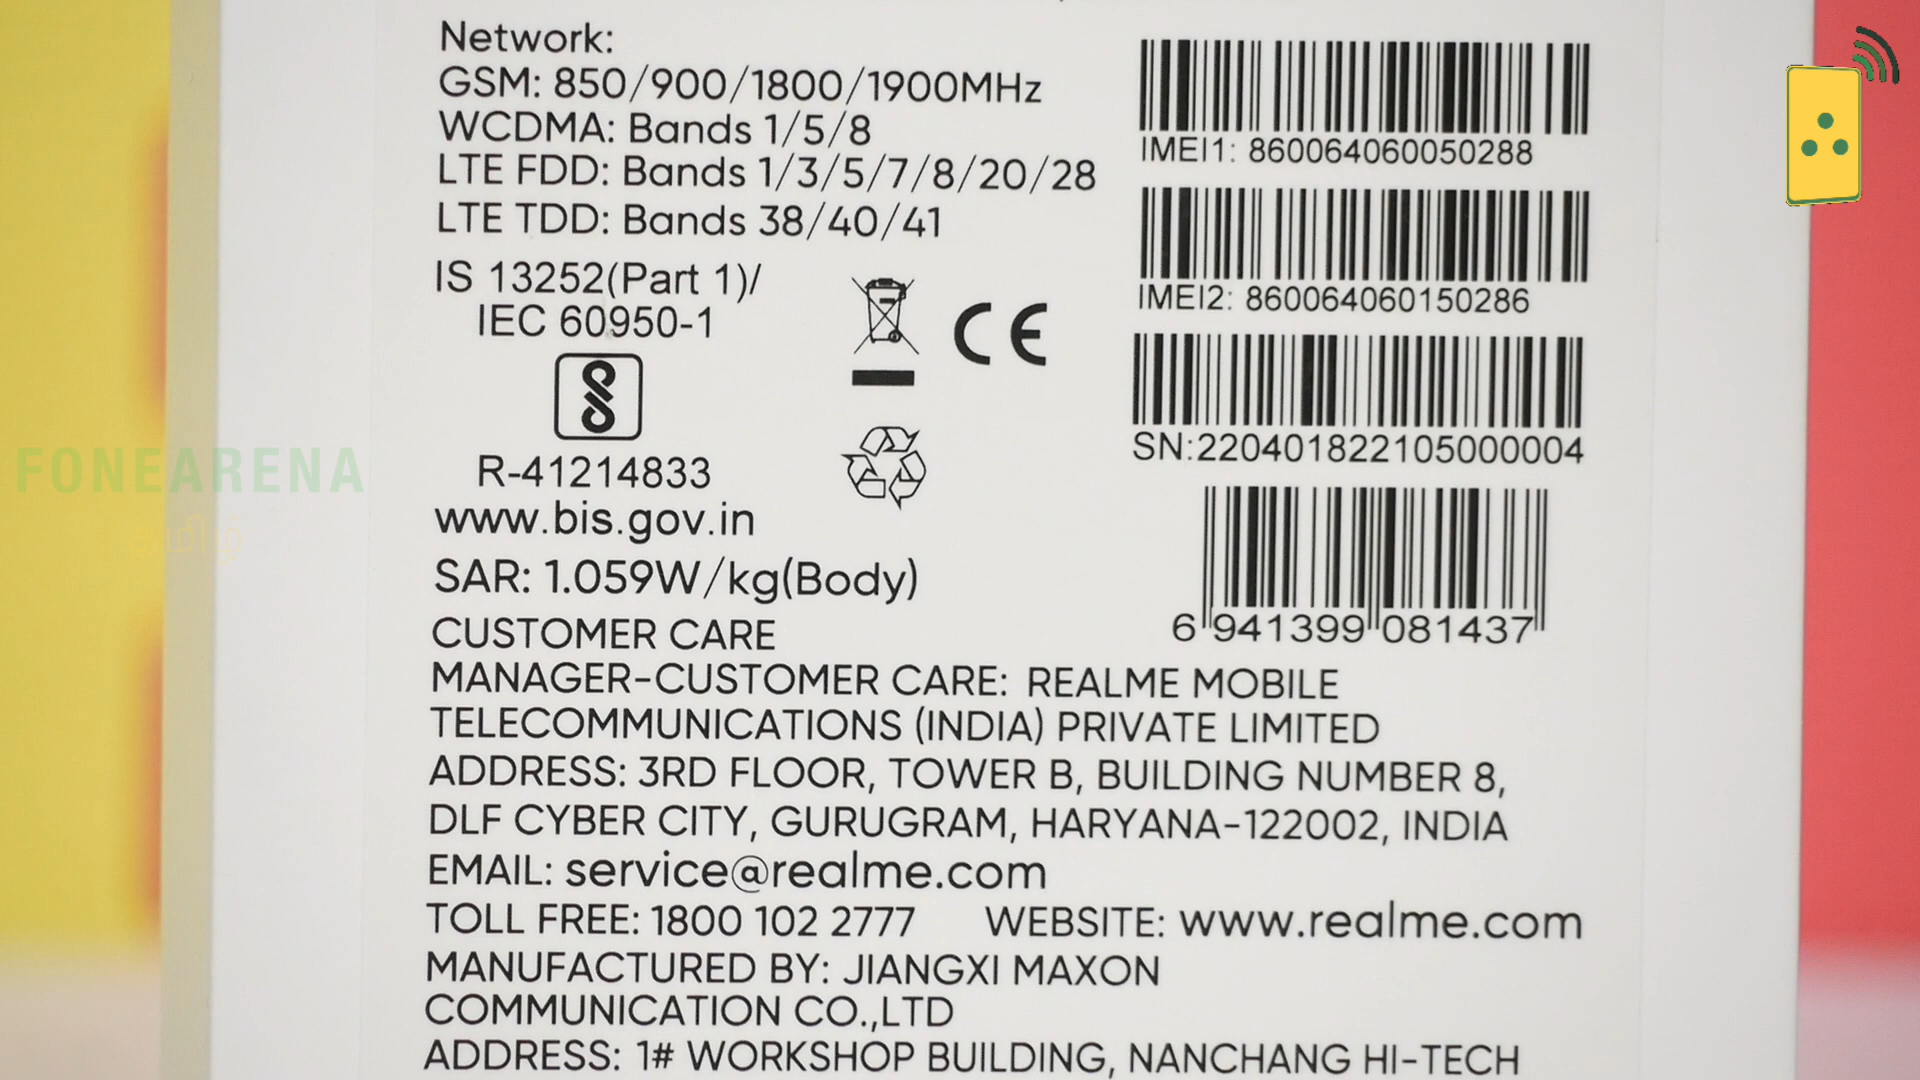 Network:
GSM: 850/900/1800/1900MHz
WCDMA: Bands 1/5/8
LTE FDD: Bands 1/3/5/7/8/20/28
LTE TDD: Bands 38/40/41
IS 13252(Part 1)/
IEC 60950-1
R-41214833
www.bis.gov.in
SAR: 1.059W/kg(Body)
CE
IMEI1: 860064060050288
IMEI2: 860064060150286
SN:220401822105000004
6 941399 081437
CUSTOMER CARE
MANAGER-CUSTOMER CARE: REALME MOBILE
TELECOMMUNICATIONS (INDIA) PRIVATE LIMITED
ADDRESS: 3RD FLOOR, TOWER B, BUILDING NUMBER 8,
DLF CYBER CITY, GURUGRAM, HARYANA-122002, INDIA
EMAIL: service@realme.com
TOLL FREE: 1800 102 2777 WEBSITE: www.realme.com
MANUFACTURED BY: JIANGXI MAXON
COMMUNICATION CO.,LTD
ADDRESS: 1# WORKSHOP BUILDING, NANCHANG HI-TECH
FONEARENA
தமிழ்